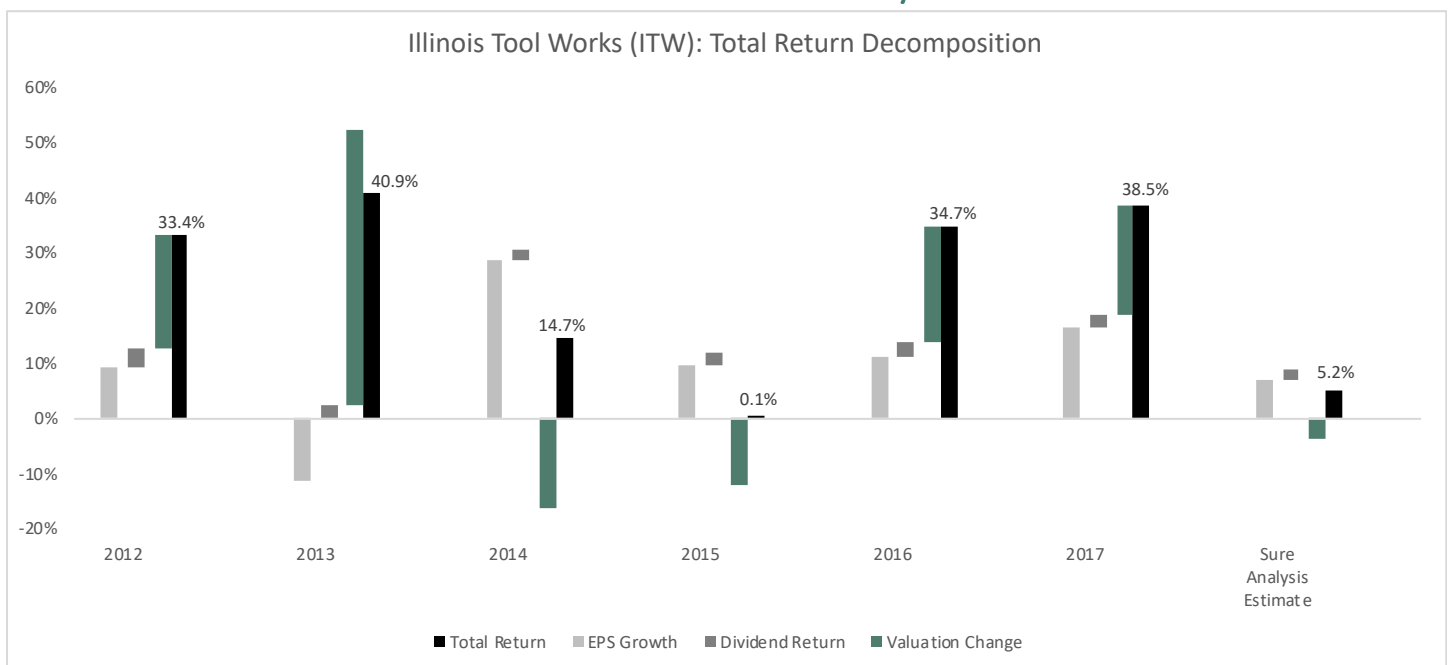 Illinois Tool Works (ITW): Total Return Decomposition
60%
50%
40%
30%
20%
10%
0%
-10%
-20%
33.4%
40.9%
14.7%
0.1%
34.7%
38.5%
5.2%
2012
2013
2014
2015
2016
2017
Sure
Analysis
Estimate
Total Return
EPS Growth
Dividend Return
Valuation Change